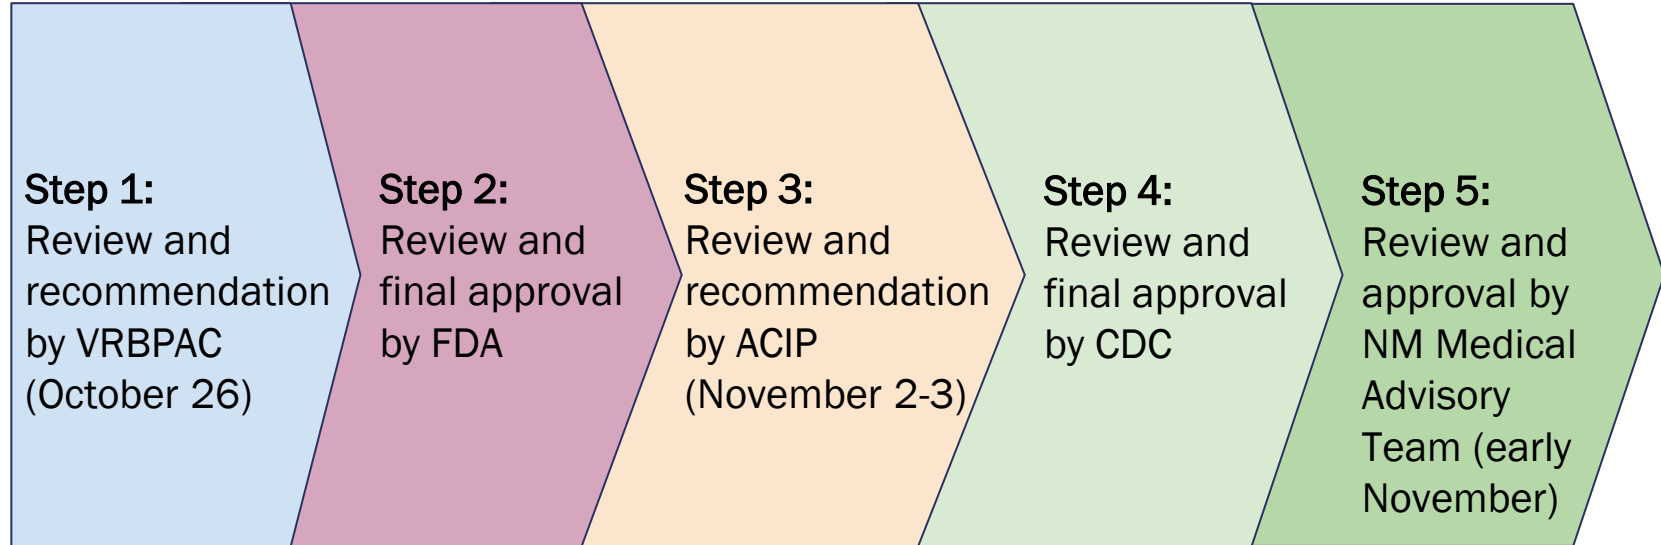 Step 1:
Review and
recommendation
by VRBPAC
(October 26)
Step 2:
Review and
final approval
by FDA
Step 3:
Review and
recommendation
by ACIP
(November 2-3)
Step 4:
Review and
final approval
by CDC
Step 5:
Review and
approval by
NM Medical
Advisory
Team (early
November)